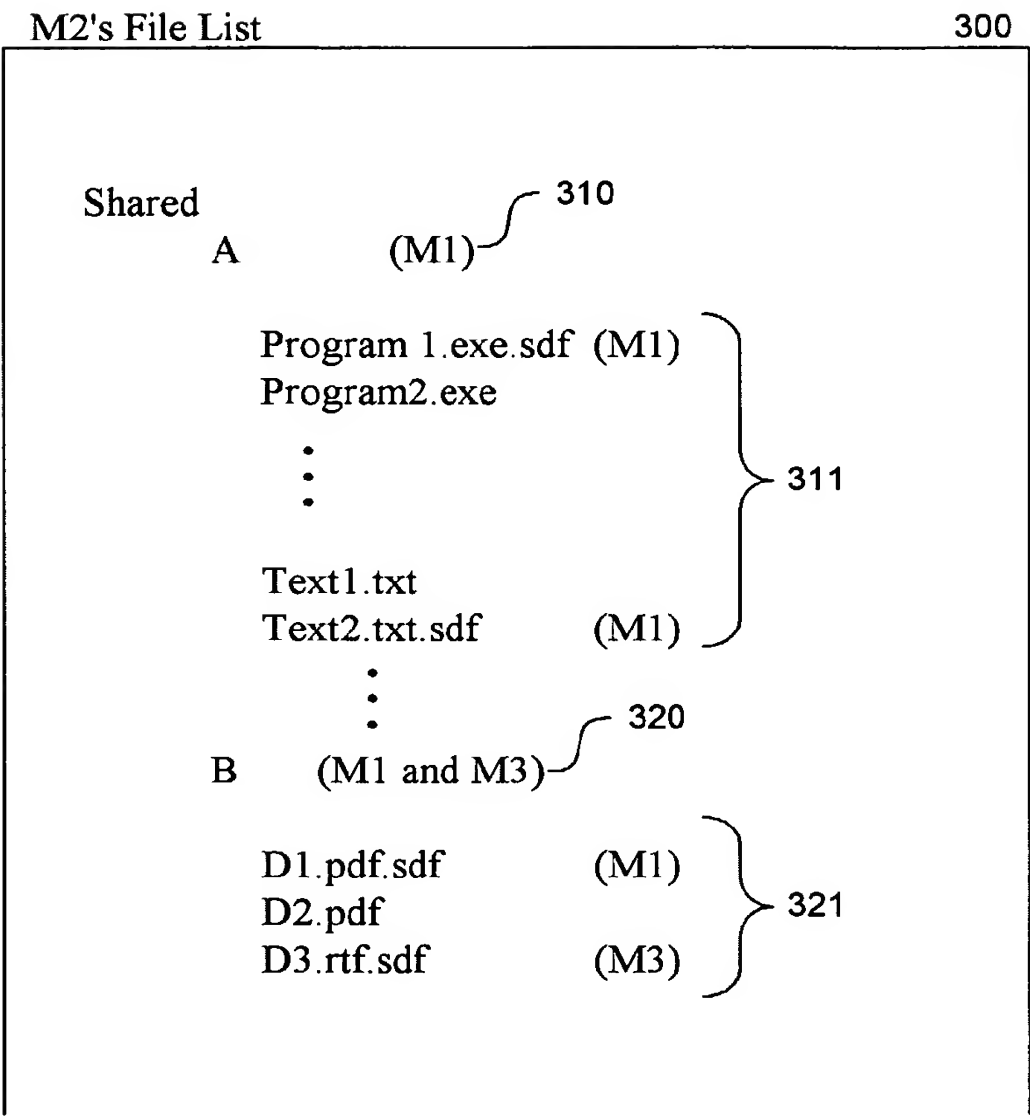 M2's File List 300
Shared
310
A (M1)
Program 1.exe.sdf (M1)
Program2.exe
311
Text1.txt
Text2.txt.sdf (M1)
320
B (M1 and M3)
D1.pdf.sdf (M1)
D2.pdf 321
D3.rtf.sdf (M3)